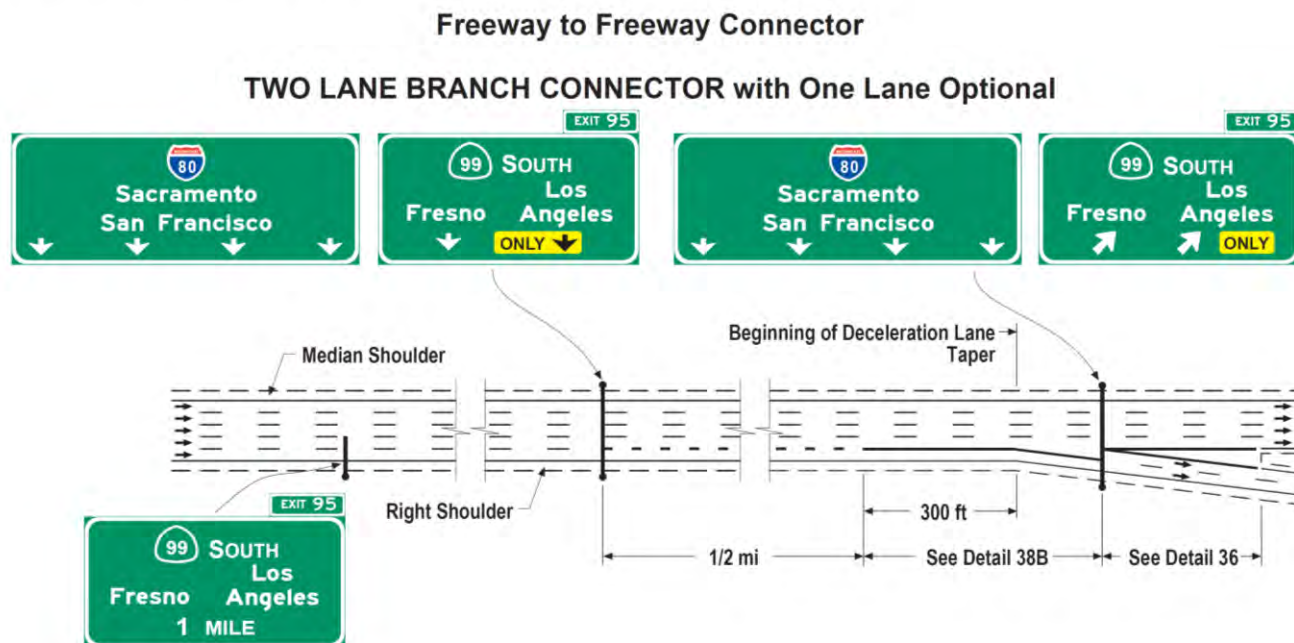 Freeway to Freeway Connector
TWO LANE BRANCH CONNECTOR with One Lane Optional
80
Sacramento
San Francisco
EXIT 95
99 SOUTH
Los
Fresno Angeles
ONLY
80
Sacramento
San Francisco
EXIT 95
99 SOUTH
Los
Fresno Angeles
ONLY
Beginning of Deceleration Lane
Taper
Median Shoulder
Right Shoulder
300 ft
1/2 mi
See Detail 38B
See Detail 36
EXIT 95
99 SOUTH
Los
Fresno Angeles
1 MILE